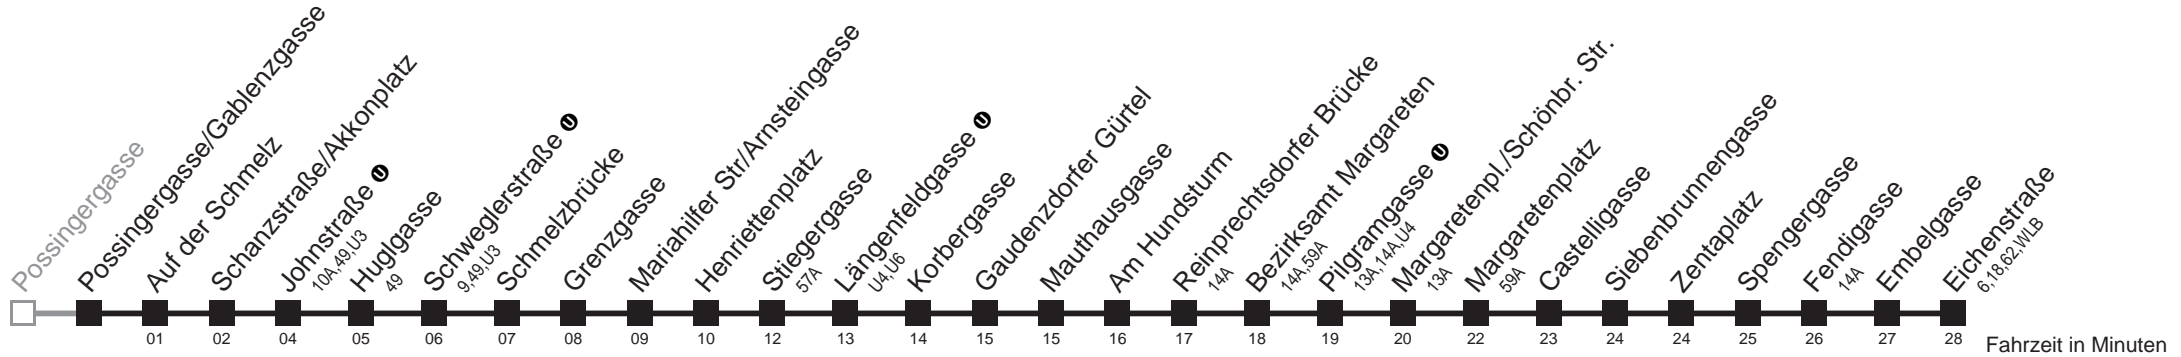 Possingergasse
Possingergasse/Gablenzgasse
Auf der Schmelz
Schanzstraße/Akkonplatz
Johnstraße U
10A,49,U3
Huglgasse
49
Schweglerstraße U
9,49,U3
Schmelzbrücke
Grenzgasse
Mariahilfer Str/Arnsteingasse
Henriettenplatz
Stiegergasse
57A
Längenfeldgasse U
U4,U6
Korbergasse
Gaudenzdorfer Gürtel
Mauthausgasse
Am Hundsturm
Reinprechtsdorfer Brücke
14A
Bezirksamt Margareten
14A,59A
Pilgramgasse U
13A,14A,U4
Margaretenpl./Schönbr. Str.
13A
Margaretenplatz
59A
Castelligasse
Siebenbrunnengasse
Zentaplatz
Spengergasse
Fendigasse
14A
Embelgasse
Eichenstraße
6,18,62,WLB
01 02 04 05 06 07 08 09 10 12 13 14 15 15 16 17 18 19 20 22 23 24 24 25 26 27 28 Fahrzeit in Minuten